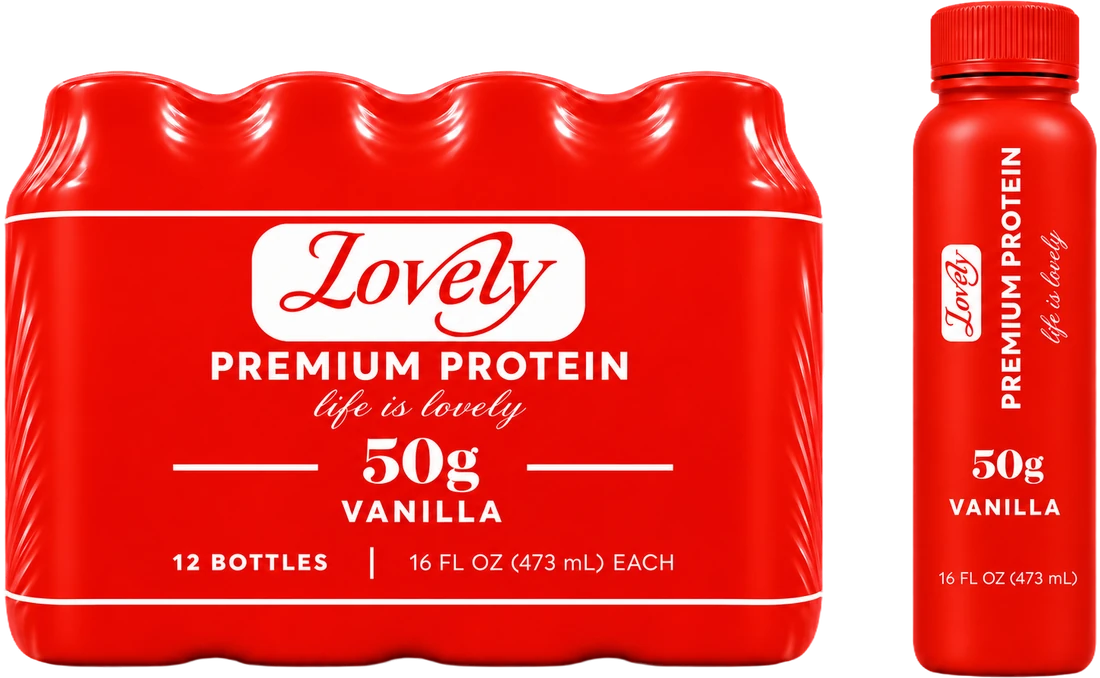 Lovely
PREMIUM PROTEIN
life is lovely
50g
VANILLA
12 BOTTLES | 16 FL OZ (473 mL) EACH
Lovely
PREMIUM PROTEIN
life is lovely
50g
VANILLA
16 FL OZ (473 mL)